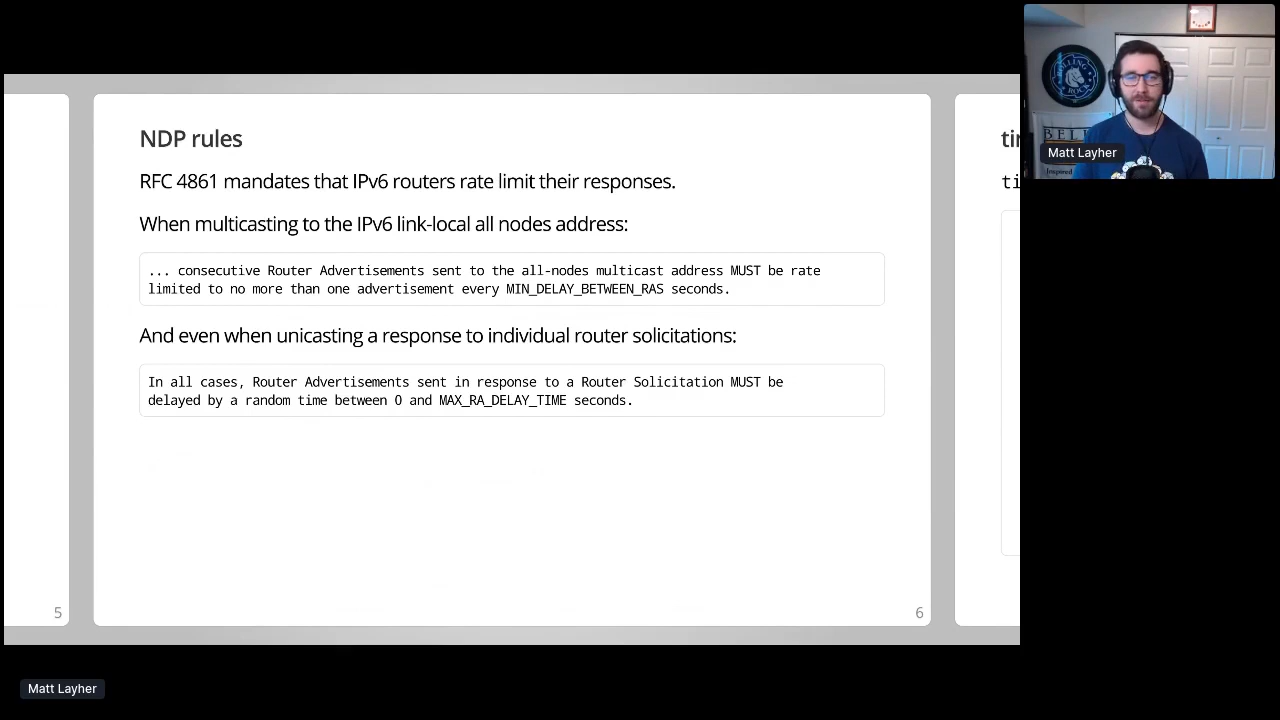 NDP rules
RFC 4861 mandates that IPv6 routers rate limit their responses.
When multicasting to the IPv6 link-local all nodes address:
... consecutive Router Advertisements sent to the all-nodes multicast address MUST be rate
limited to no more than one advertisement every MIN_DELAY_BETWEEN_RAS seconds.
And even when unicasting a response to individual router solicitations:
In all cases, Router Advertisements sent in response to a Router Solicitation MUST be
delayed by a random time between 0 and MAX_RA_DELAY_TIME seconds.
5
6
ti
ROCK
BELL
Inspired
Matt Layher
Matt Layher